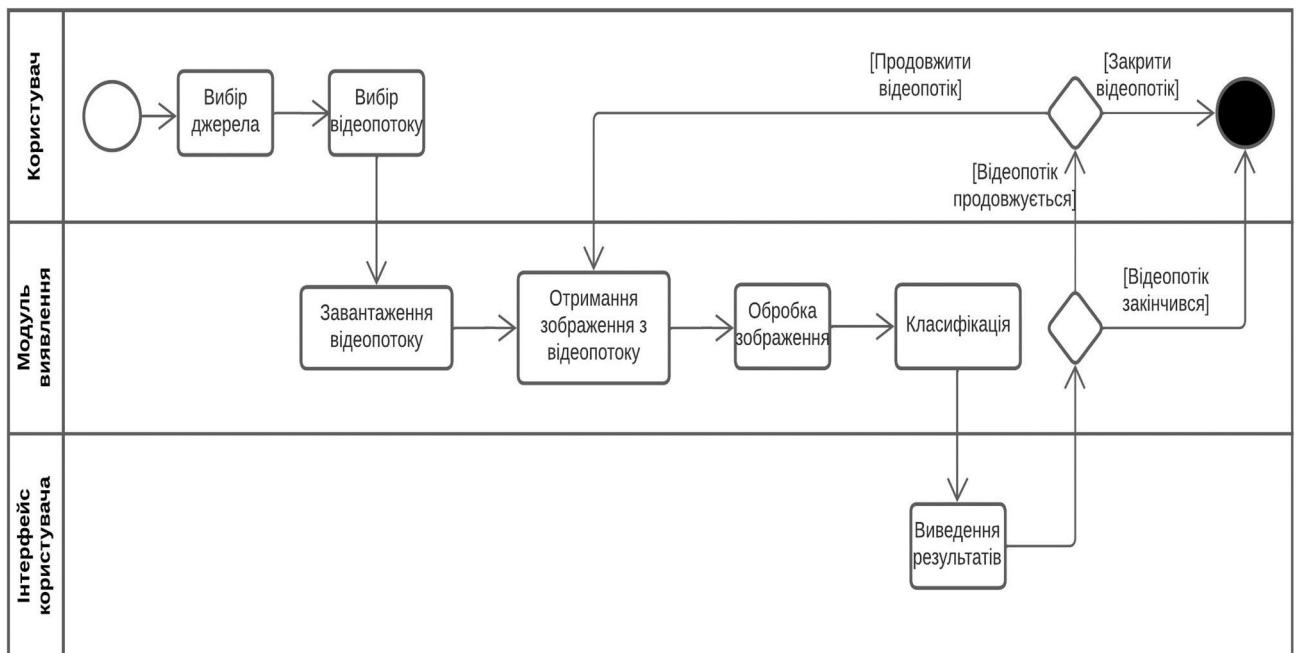 Користувач
Вибір
джерела
Вибір
відеопотоку
[Продовжити
відеопотік]
[Закрити
відеопотік]
[Відеопотік
продовжується]
Модуль
виявлення
Завантаження
відеопотоку
Отримання
зображення з
відеопотоку
Обробка
зображення
Класифікація
[Відеопотік
закінчився]
Інтерфейс
користувача
Виведення
результатів